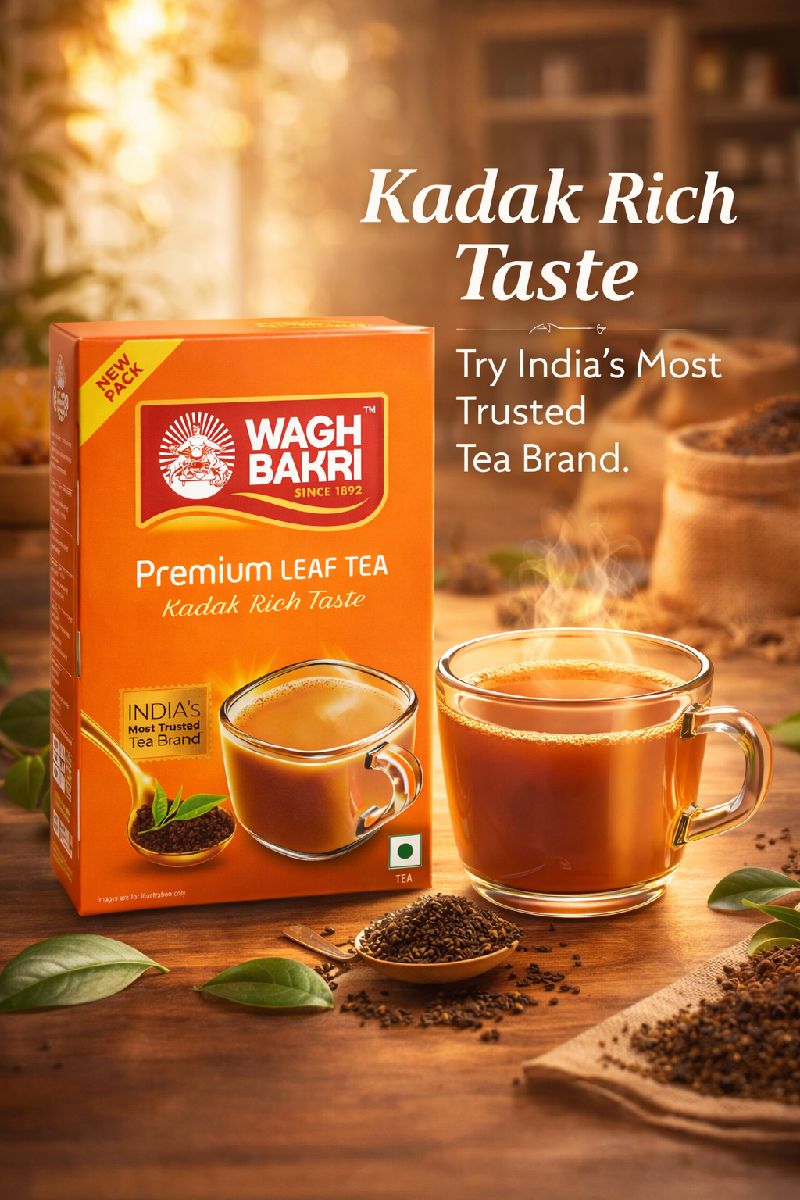 Kadak Rich
Taste
Try India's Most
Trusted
Tea Brand.
NEW
PACK
WAGH
BAKRI
TM
SINCE 1892
Premium LEAF TEA
Kadak Rich Taste
INDIA's
Most Trusted
Tea Brand
TEA
Images are for illustration only